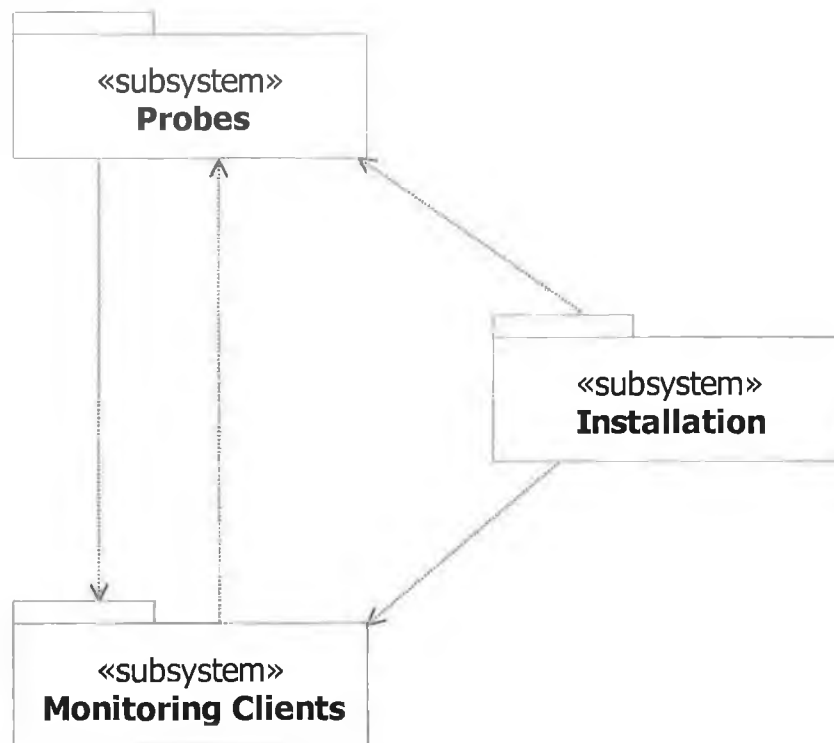 «subsystem»
Probes
«subsystem»
Installation
«subsystem»
Monitoring Clients